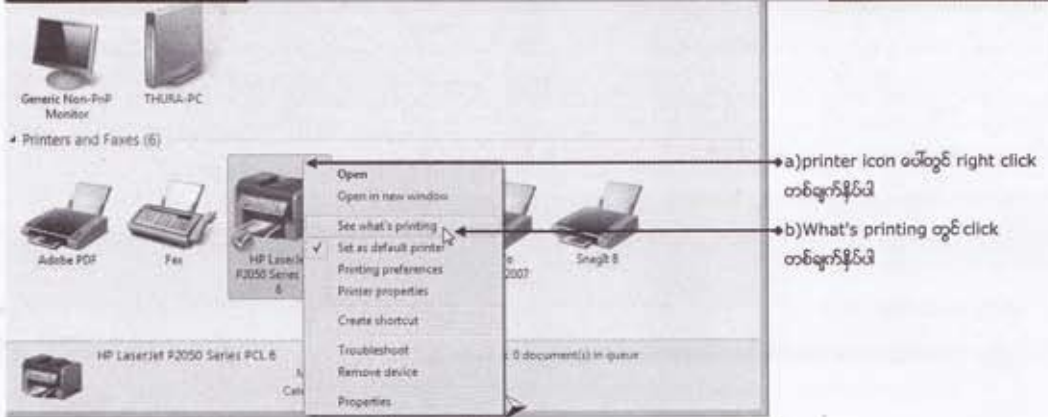 Generic Non-PnP
Monitor
THURA-PC
Printers and Faxes (6)
Adobe PDF
Fax
HP LaserJe
P2050 Series
6
o
2007
SnagIt 8
Open
Open in new window
See what's printing
Set as default printer
Printing preferences
Printer properties
Create shortcut
Troubleshoot
Remove device
Properties
HP LaserJet P2050 Series PCL 6
: 0 document(s) in queue
M
Cate
a)printer icon ပေါ်တွင် right click
တစ်ချက်နှိပ်ပါ
b)What's printing တွင် click
တစ်ချက်နှိပ်ပါ